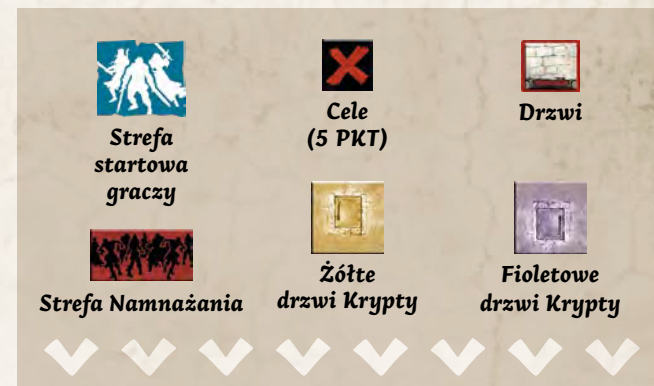 Strefa
startowa
graczy
Cele
(5 PKT)
Drzwi
Strefa Namnażania
Żółte
drzwi Krypty
Fioletowe
drzwi Krypty